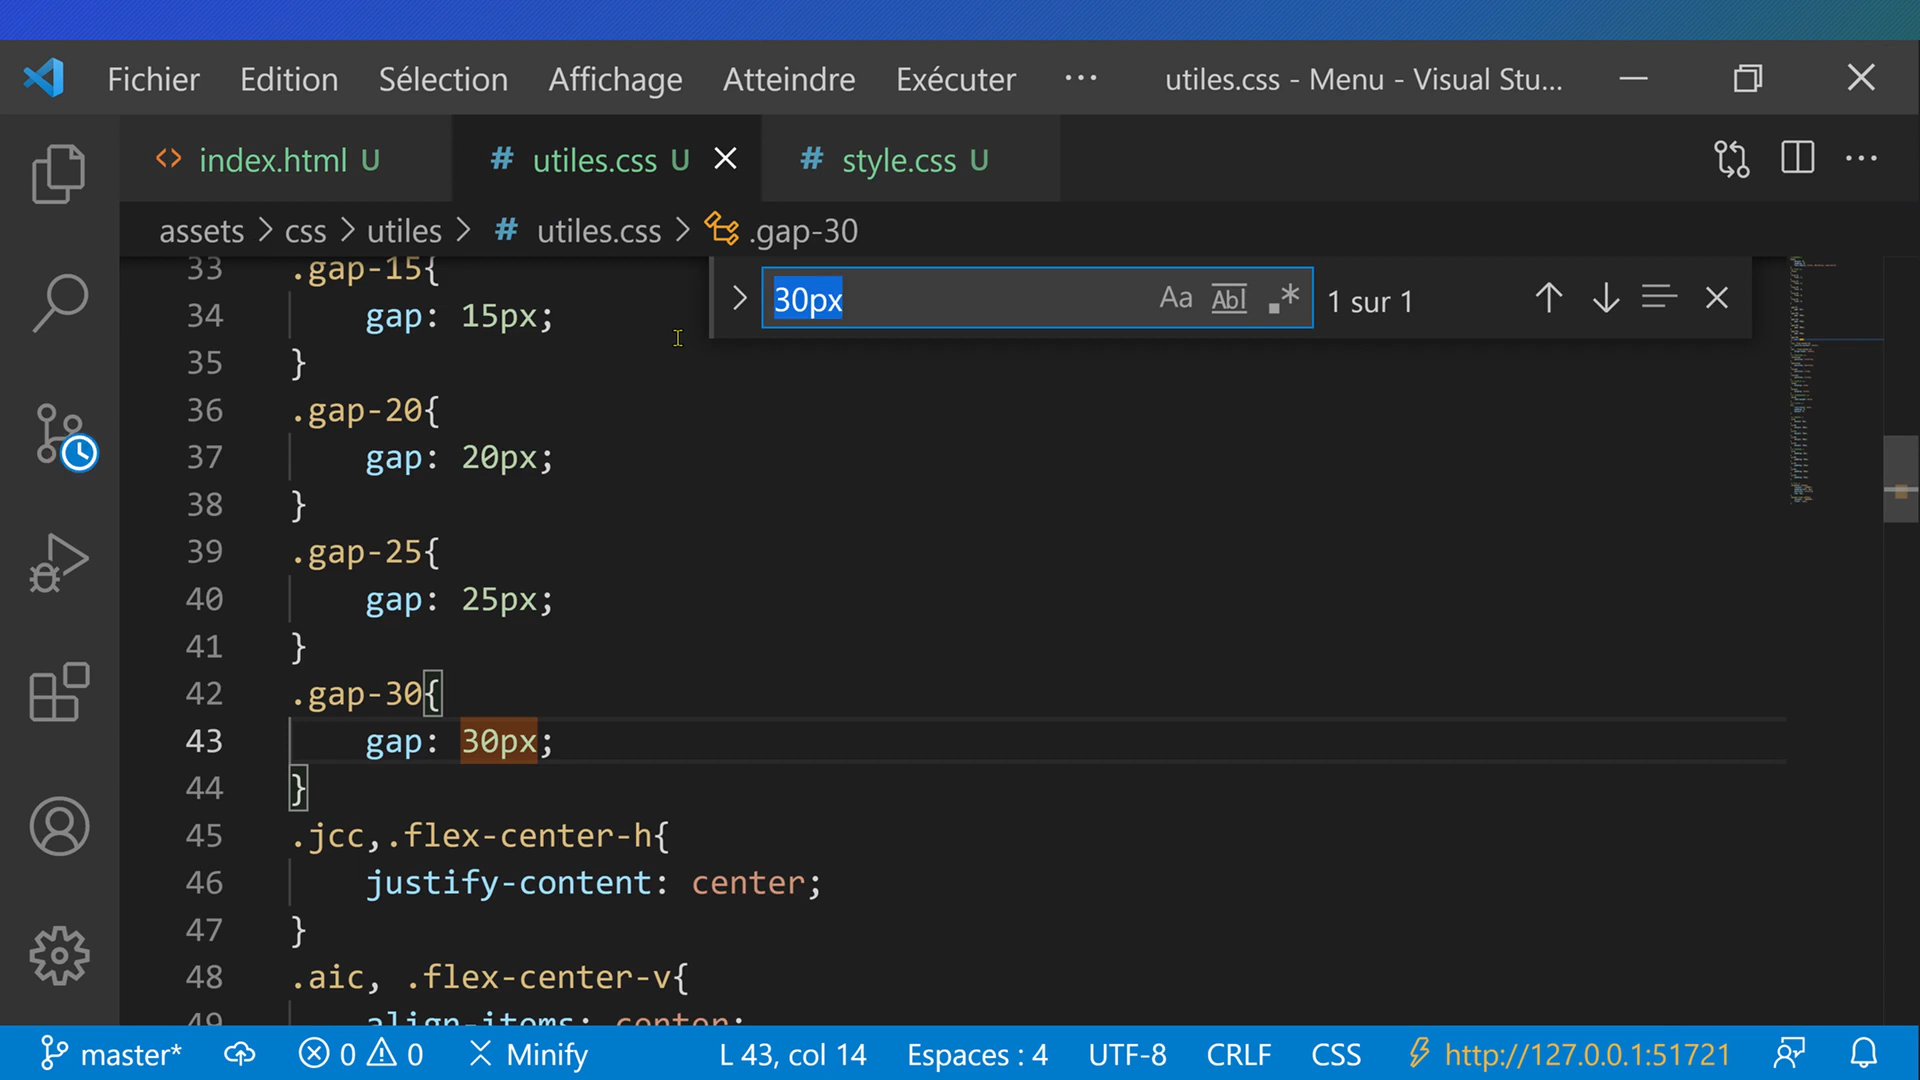 Fichier Edition Sélection Affichage Atteindre Exécuter ··· utiles.css - Menu - Visual Stu...
<> index.html U # utiles.css U # style.css U
assets > css > utiles > # utiles.css > .gap-30
30px Aa Abl .* 1 sur 1
33 .gap-15{
34 gap: 15px;
35 }
36 .gap-20{
37 gap: 20px;
38 }
39 .gap-25{
40 gap: 25px;
41 }
42 .gap-30{
43 gap: 30px;
44 }
45 .jcc,.flex-center-h{
46 justify-content: center;
47 }
48 .aic, .flex-center-v{
49 align-items: center;
master* 0 0 Minify L 43, col 14 Espaces : 4 UTF-8 CRLF CSS http://127.0.0.1:51721